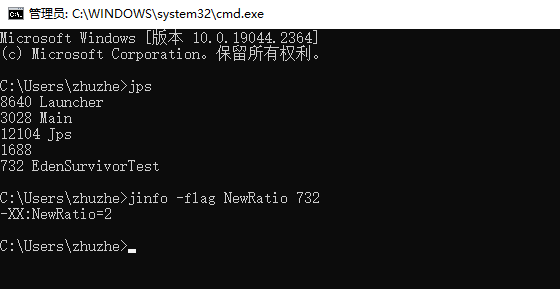 管理员: C:\WINDOWS\system32\cmd.exe
Microsoft Windows [版本 10.0.19044.2364]
(c) Microsoft Corporation。保留所有权利。
C:\Users\zhuzhe>jps
8640 Launcher
3028 Main
12104 Jps
1688
732 EdenSurvivorTest
C:\Users\zhuzhe>jinfo -flag NewRatio 732
-XX:NewRatio=2
C:\Users\zhuzhe>